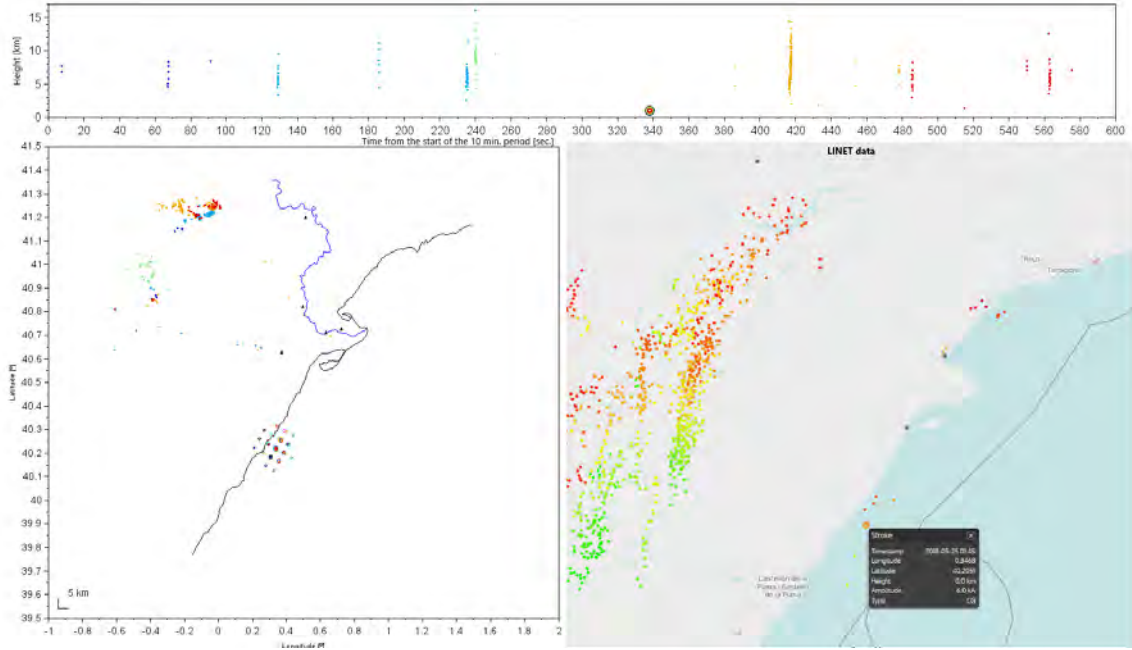 Height [km]
15
10
5
0
0 20 40 60 80 100 120 140 160 180 200 220 240 260 280 300 320 340 360 380 400 420 440 460 480 500 520 540 560 580 600
Time from the start of the 10 min. period [sec.]
LINET data
41.5
41.4
41.3
41.2
41.1
41
40.9
40.8
40.7
40.6
40.5
40.4
40.3
40.2
40.1
40
39.9
39.8
39.7
39.6
39.5
Latitude [º]
5 km
-1 -0.8 -0.6 -0.4 -0.2 0 0.2 0.4 0.6 0.8 1 1.2 1.4 1.6 1.8 2
Longitude [º]
Stroke
Timestamp
Longitude
Latitude
Height 0.0 km
Amplitude
Type